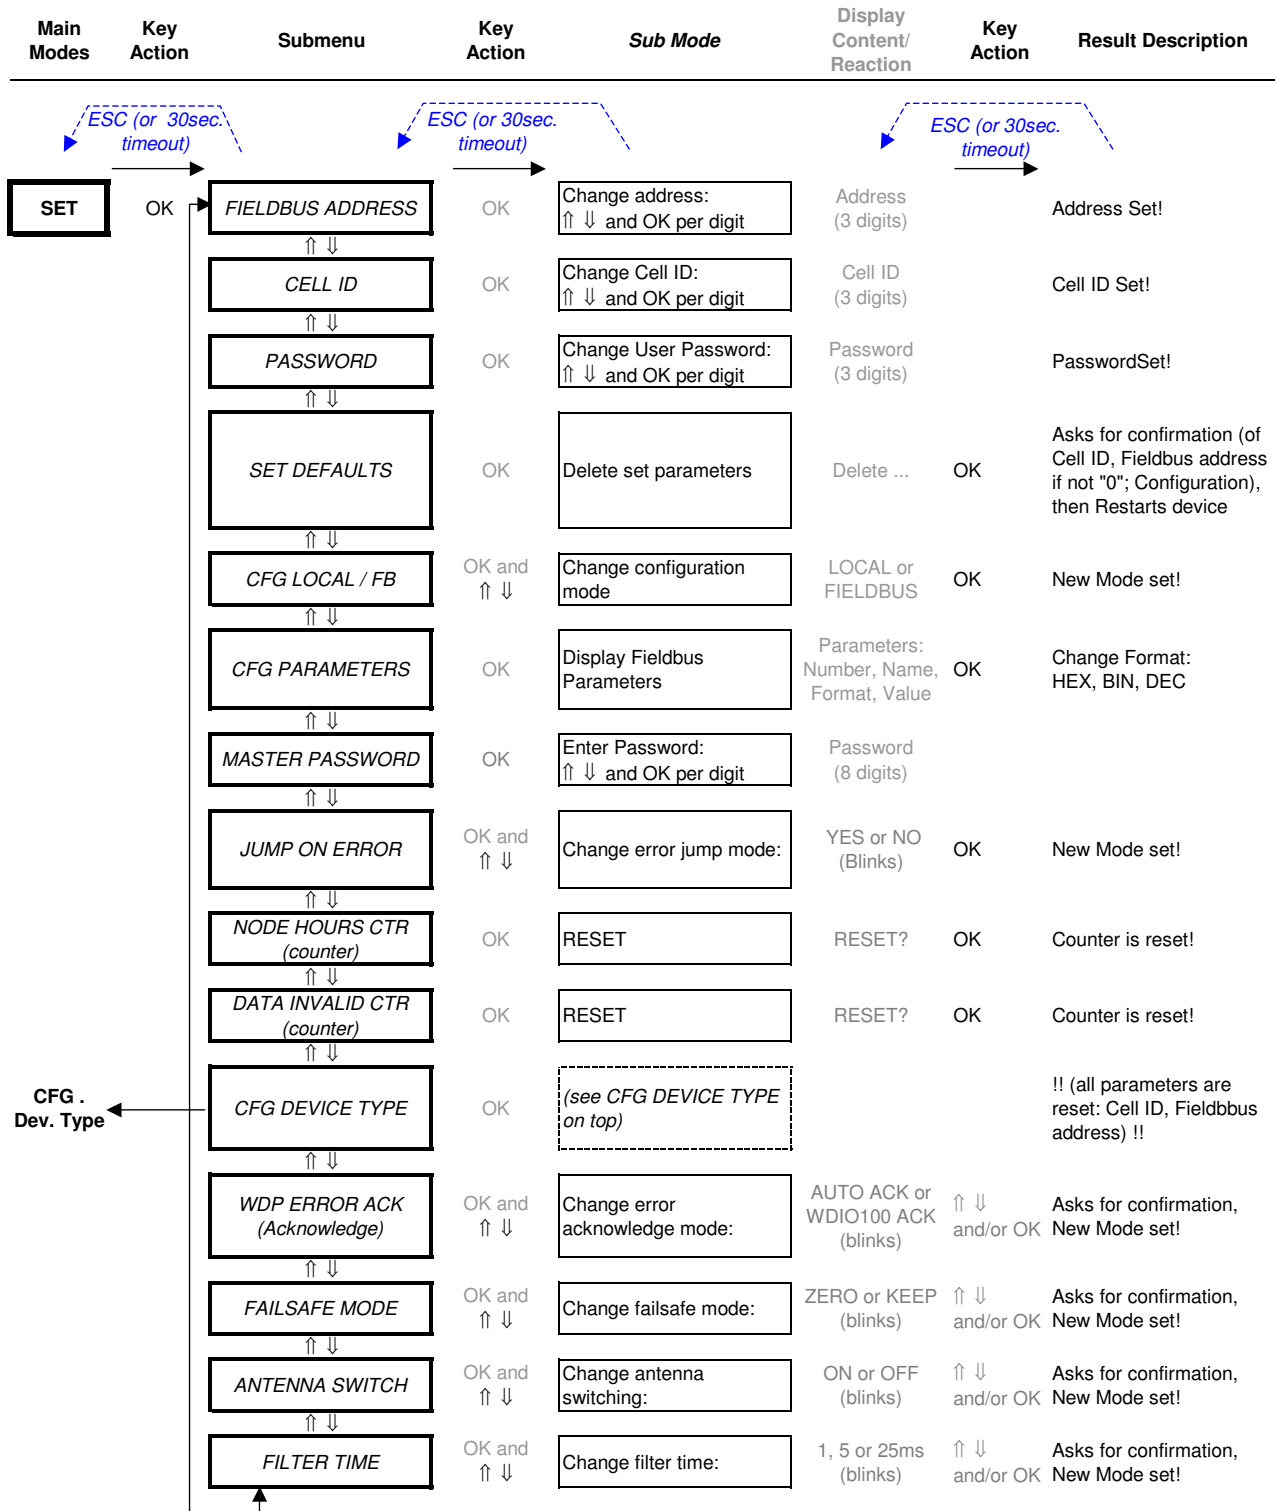 Main Modes
Key Action
Submenu
Key Action
Sub Mode
Display Content/ Reaction
Key Action
Result Description
ESC (or 30sec. timeout)
ESC (or 30sec. timeout)
ESC (or 30sec. timeout)
SET
OK
FIELDBUS ADDRESS
OK
Change address:
⇑ ⇓ and OK per digit
Address
(3 digits)
Address Set!
⇑ ⇓
CELL ID
OK
Change Cell ID:
⇑ ⇓ and OK per digit
Cell ID
(3 digits)
Cell ID Set!
⇑ ⇓
PASSWORD
OK
Change User Password:
⇑ ⇓ and OK per digit
Password
(3 digits)
PasswordSet!
⇑ ⇓
SET DEFAULTS
OK
Delete set parameters
Delete ...
OK
Asks for confirmation (of
Cell ID, Fieldbus address
if not "0"; Configuration),
then Restarts device
⇑ ⇓
CFG LOCAL / FB
OK and
⇑ ⇓
Change configuration
mode
LOCAL or
FIELDBUS
OK
New Mode set!
⇑ ⇓
CFG PARAMETERS
OK
Display Fieldbus
Parameters
Parameters:
Number, Name,
Format, Value
OK
Change Format:
HEX, BIN, DEC
⇑ ⇓
MASTER PASSWORD
OK
Enter Password:
⇑ ⇓ and OK per digit
Password
(8 digits)
⇑ ⇓
JUMP ON ERROR
OK and
⇑ ⇓
Change error jump mode:
YES or NO
(Blinks)
OK
New Mode set!
⇑ ⇓
NODE HOURS CTR
(counter)
OK
RESET
RESET?
OK
Counter is reset!
⇑ ⇓
DATA INVALID CTR
(counter)
OK
RESET
RESET?
OK
Counter is reset!
⇑ ⇓
CFG .
Dev. Type
CFG DEVICE TYPE
OK
(see CFG DEVICE TYPE
on top)
!! (all parameters are
reset: Cell ID, Fieldbbus
address) !!
⇑ ⇓
WDP ERROR ACK
(Acknowledge)
OK and
⇑ ⇓
Change error
acknowledge mode:
AUTO ACK or
WDIO100 ACK
(blinks)
⇑ ⇓
and/or OK
Asks for confirmation,
New Mode set!
⇑ ⇓
FAILSAFE MODE
OK and
⇑ ⇓
Change failsafe mode:
ZERO or KEEP
(blinks)
⇑ ⇓
and/or OK
Asks for confirmation,
New Mode set!
⇑ ⇓
ANTENNA SWITCH
OK and
⇑ ⇓
Change antenna
switching:
ON or OFF
(blinks)
⇑ ⇓
and/or OK
Asks for confirmation,
New Mode set!
⇑ ⇓
FILTER TIME
OK and
⇑ ⇓
Change filter time:
1, 5 or 25ms
(blinks)
⇑ ⇓
and/or OK
Asks for confirmation,
New Mode set!